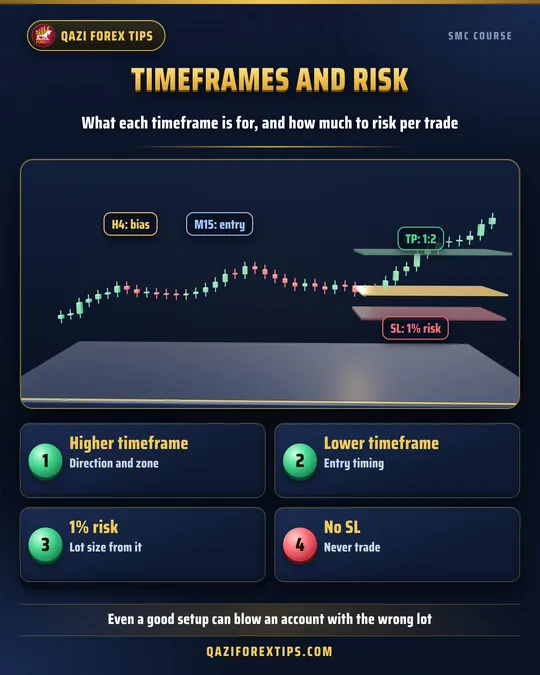 QAZI FOREX TIPS
SMC COURSE
TIMEFRAMES AND RISK
What each timeframe is for, and how much to risk per trade
H4: bias
M15: entry
TP: 1:2
SL: 1% risk
1
Higher timeframe
Direction and zone
2
Lower timeframe
Entry timing
3
1% risk
Lot size from it
4
No SL
Never trade
Even a good setup can blow an account with the wrong lot
QAZIFOREXTIPS.COM